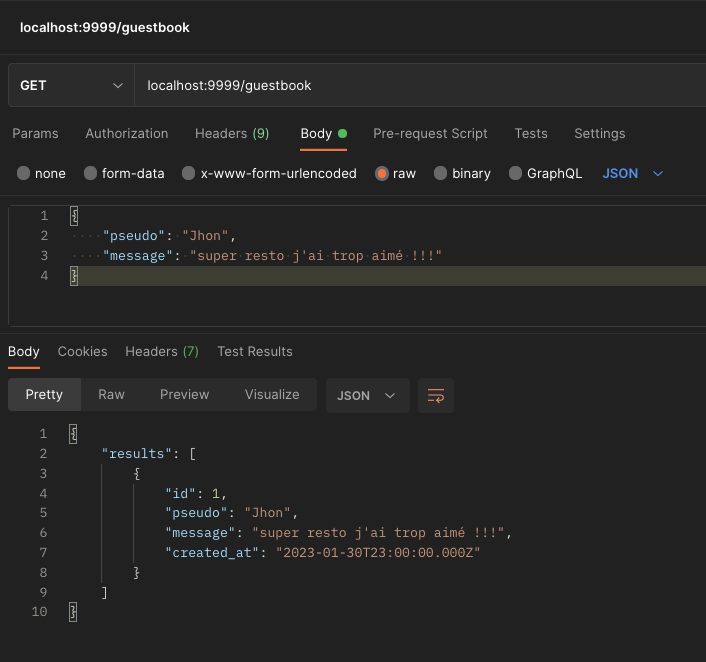 localhost:9999/guestbook
GET localhost:9999/guestbook
Params Authorization Headers (9) Body Pre-request Script Tests Settings
none form-data x-www-form-urlencoded raw binary GraphQL JSON
1 {
2 "pseudo": "Jhon",
3 "message": "super resto j'ai trop aimé !!!"
4 }
Body Cookies Headers (7) Test Results
Pretty Raw Preview Visualize JSON
1 {
2 "results": [
3 {
4 "id": 1,
5 "pseudo": "Jhon",
6 "message": "super resto j'ai trop aimé !!!",
7 "created_at": "2023-01-30T23:00:00.000Z"
8 }
9 ]
10 }